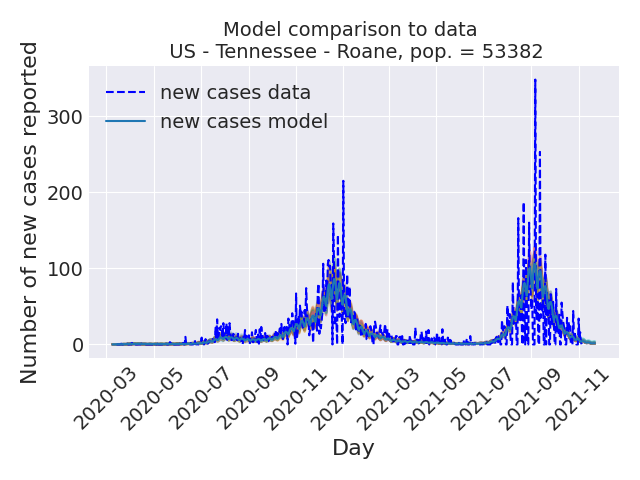 Model comparison to data
US - Tennessee - Roane, pop. = 53382
new cases data
new cases model
Number of new cases reported
300
200
100
0
2020-03
2020-05
2020-07
2020-09
2020-11
2021-01
2021-03
2021-05
2021-07
2021-09
2021-11
Day